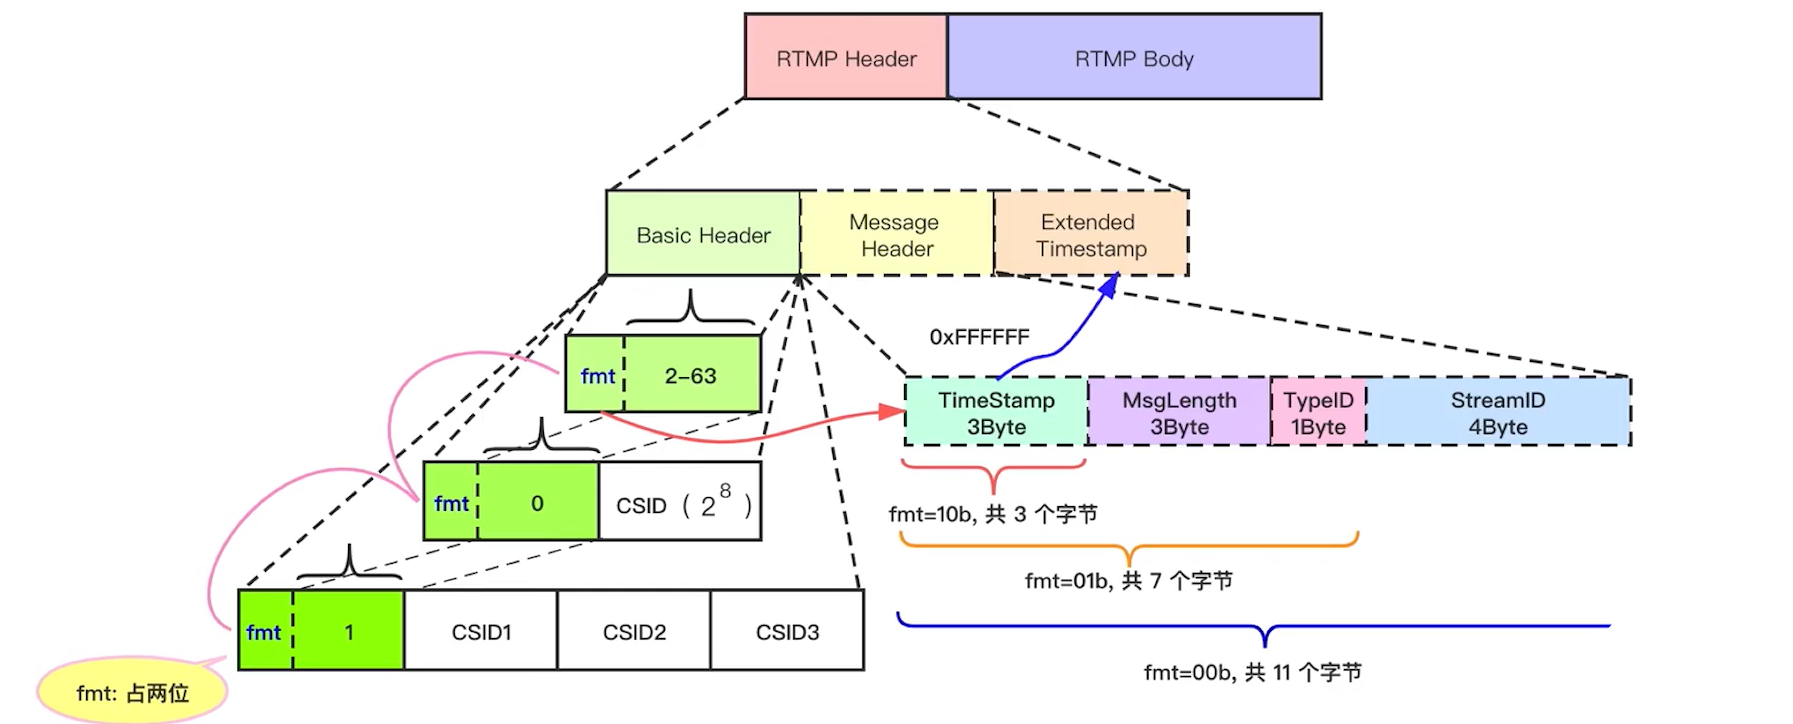 RTMP Header
RTMP Body
Basic Header
Message
Header
Extended
Timestamp
0xFFFFFF
fmt
2-63
TimeStamp
3Byte
MsgLength
3Byte
TypeID
1Byte
StreamID
4Byte
fmt
0
CSID ( 2^8 )
fmt=10b, 共 3 个字节
fmt=01b, 共 7 个字节
fmt
1
CSID1
CSID2
CSID3
fmt=00b, 共 11 个字节
fmt: 占两位